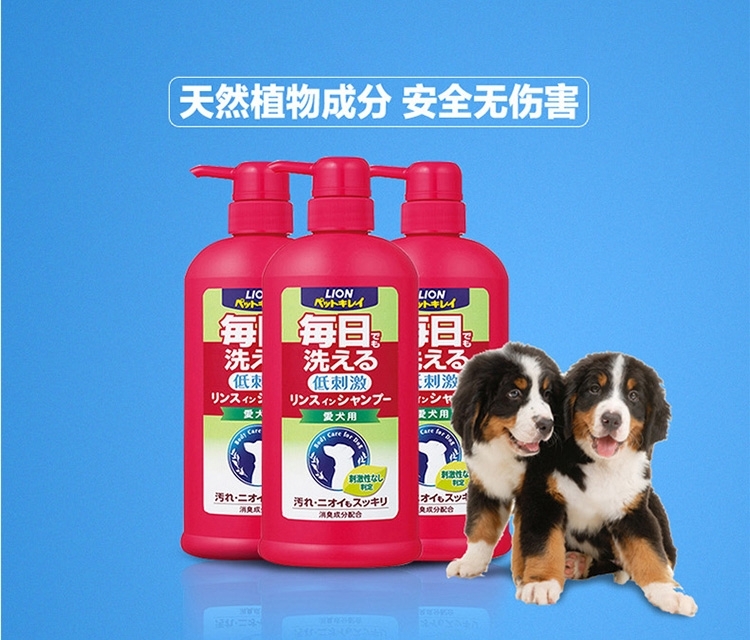 天然植物成分 安全无伤害
LION
ペットキレイ
毎日でも
洗える
低刺激
リンスインシャンプー
愛犬用
Body Care for Dog
刺激性なし
判定
汚れ・ニオイもスッキリ
消臭成分配合